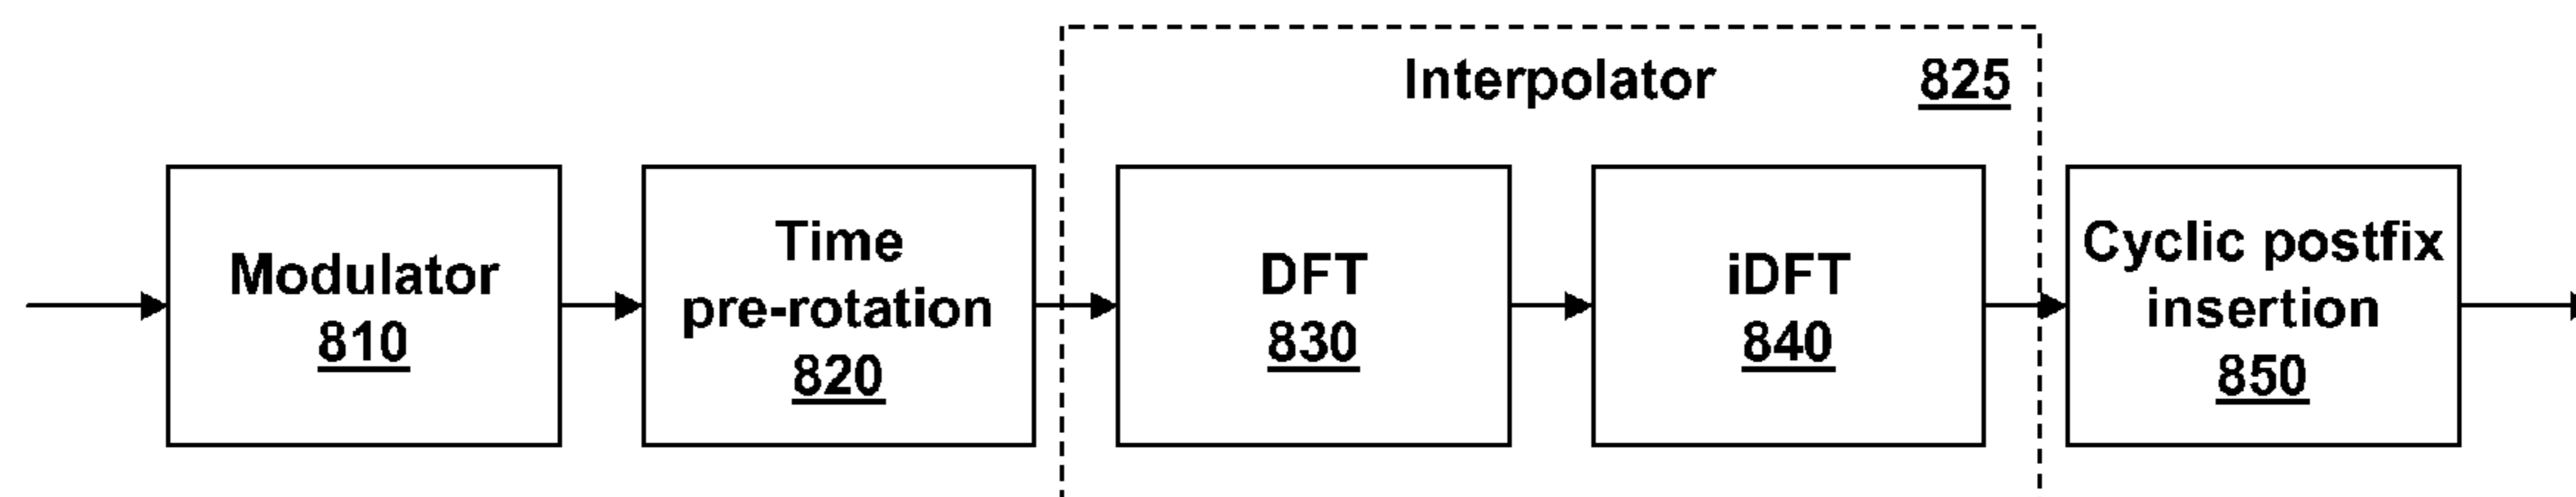 Interpolator 825
Modulator
810
Time
pre-rotation
820
DFT
830
iDFT
840
Cyclic postfix
insertion
850